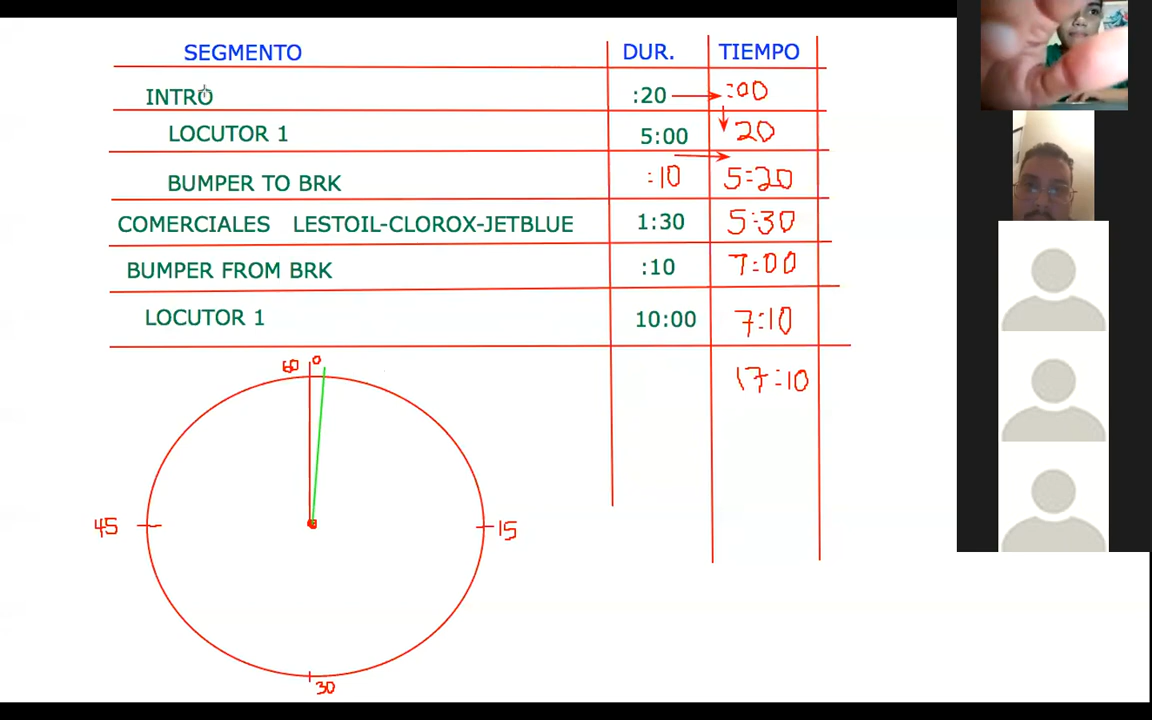 SEGMENTO DUR. TIEMPO
INTRO :20 :00
LOCUTOR 1 5:00 20
BUMPER TO BRK :10 5:20
COMERCIALES LESTOIL-CLOROX-JETBLUE 1:30 5:30
BUMPER FROM BRK :10 7:00
LOCUTOR 1 10:00 7:10
17:10
60 0
45 15
30